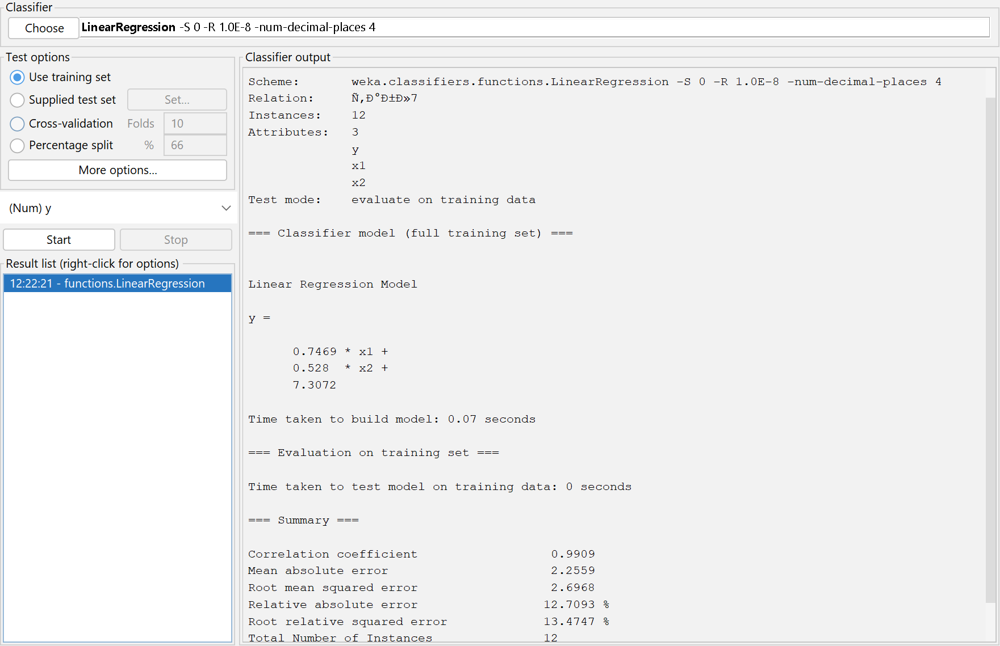 Classifier
Choose LinearRegression -S 0 -R 1.0E-8 -num-decimal-places 4
Test options
Use training set
Supplied test set Set...
Cross-validation Folds 10
Percentage split % 66
More options...
(Num) y
Start Stop
Result list (right-click for options)
12:22:21 - functions.LinearRegression
Classifier output
Scheme: weka.classifiers.functions.LinearRegression -S 0 -R 1.0E-8 -num-decimal-places 4
Relation: Ñ‚Ð°Ð±Ð»7
Instances: 12
Attributes: 3
y
x1
x2
Test mode: evaluate on training data
=== Classifier model (full training set) ===
Linear Regression Model
y =
0.7469 * x1 +
0.528 * x2 +
7.3072
Time taken to build model: 0.07 seconds
=== Evaluation on training set ===
Time taken to test model on training data: 0 seconds
=== Summary ===
Correlation coefficient 0.9909
Mean absolute error 2.2559
Root mean squared error 2.6968
Relative absolute error 12.7093 %
Root relative squared error 13.4747 %
Total Number of Instances 12